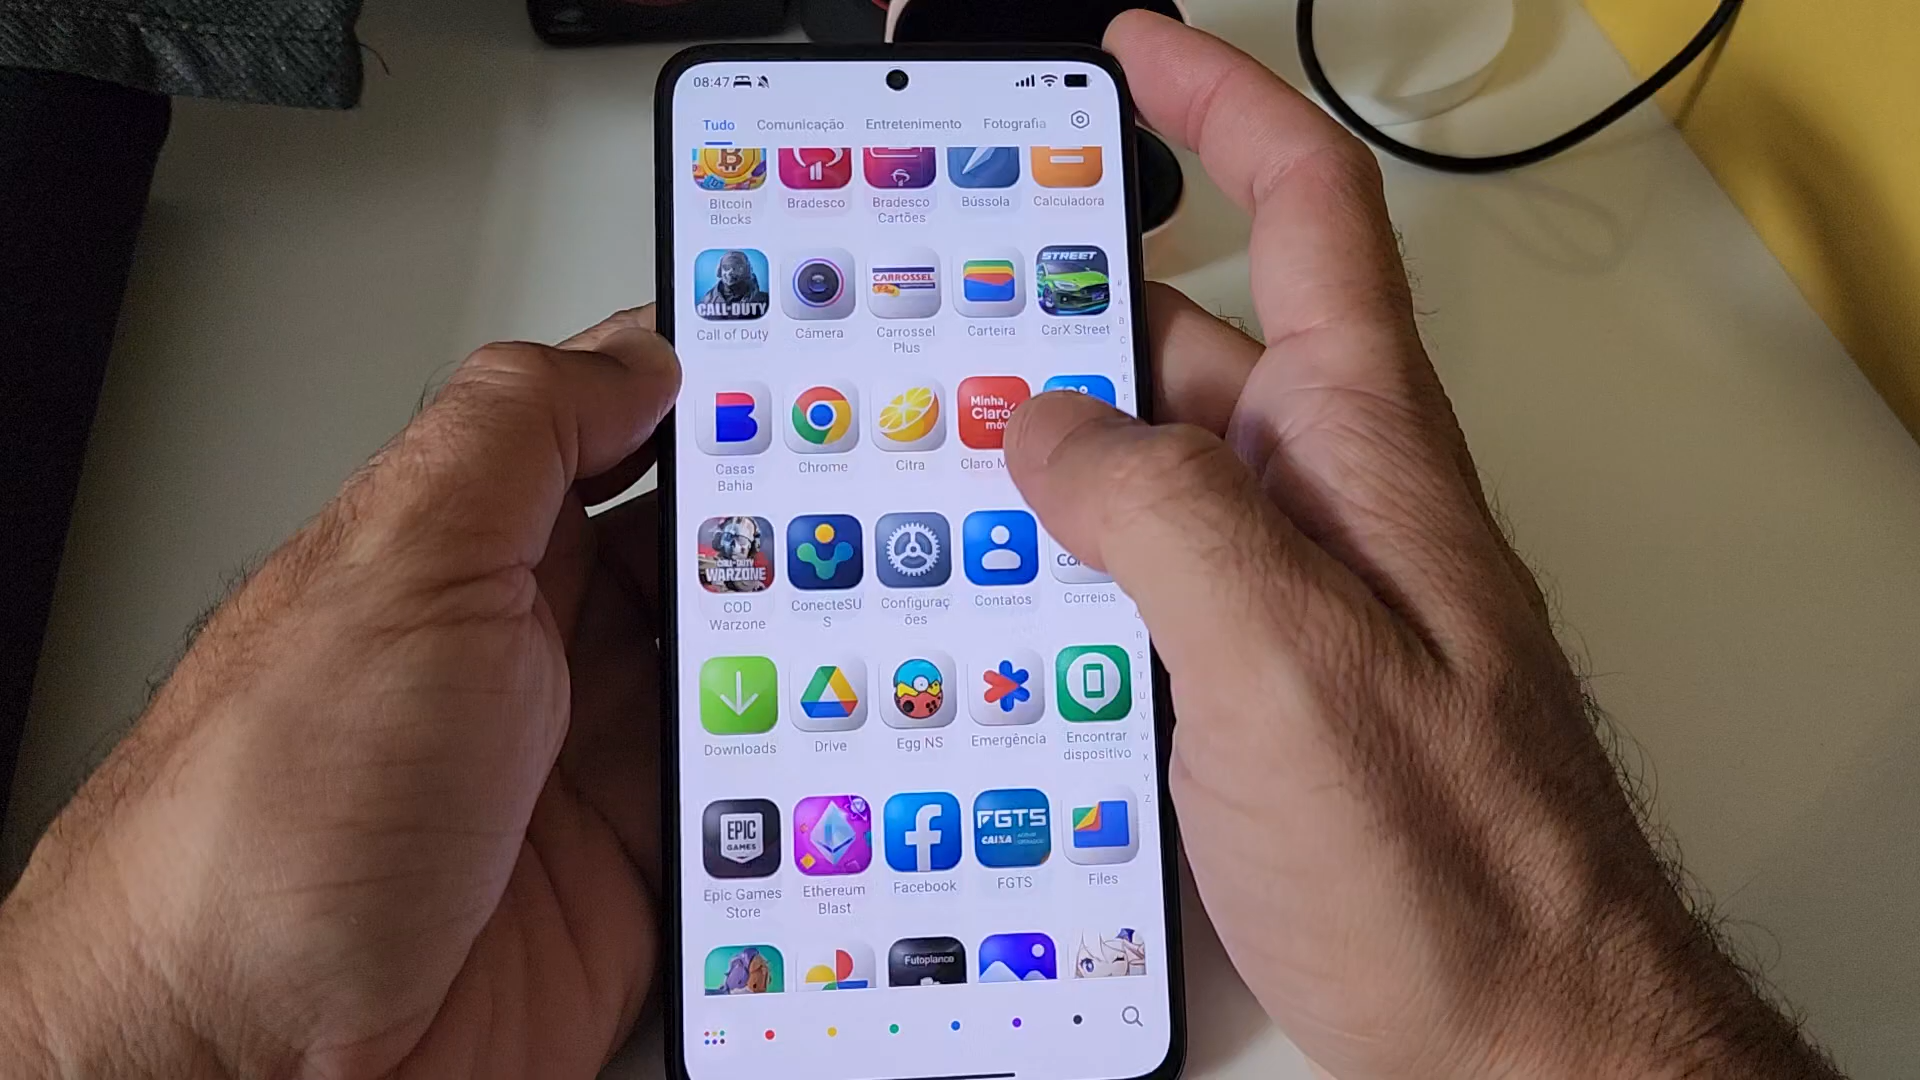 08:47
Tudo Comunicação Entretenimento Fotografia
Bitcoin
Blocks
Bradesco
Bradesco
Cartões
Bússola
Calculadora
CALL·DUTY
CARROSSEL
STREET
Call of Duty
Câmera
Carrossel
Plus
Carteira
CarX Street
Minha
Claro
Casas
Bahia
Chrome
Citra
Claro
WARZONE
COD
Warzone
ConecteSU
S
Configuraç
ões
Contatos
Correios
Downloads
Drive
Egg NS
Emergência
Encontrar
dispositivo
EPIC
GAMES
FGTS
CAIXA
Epic Games
Store
Ethereum
Blast
Facebook
FGTS
Files
Futoplance
A
B
C
D
E
F
R
S
T
U
V
W
X
Y
Z